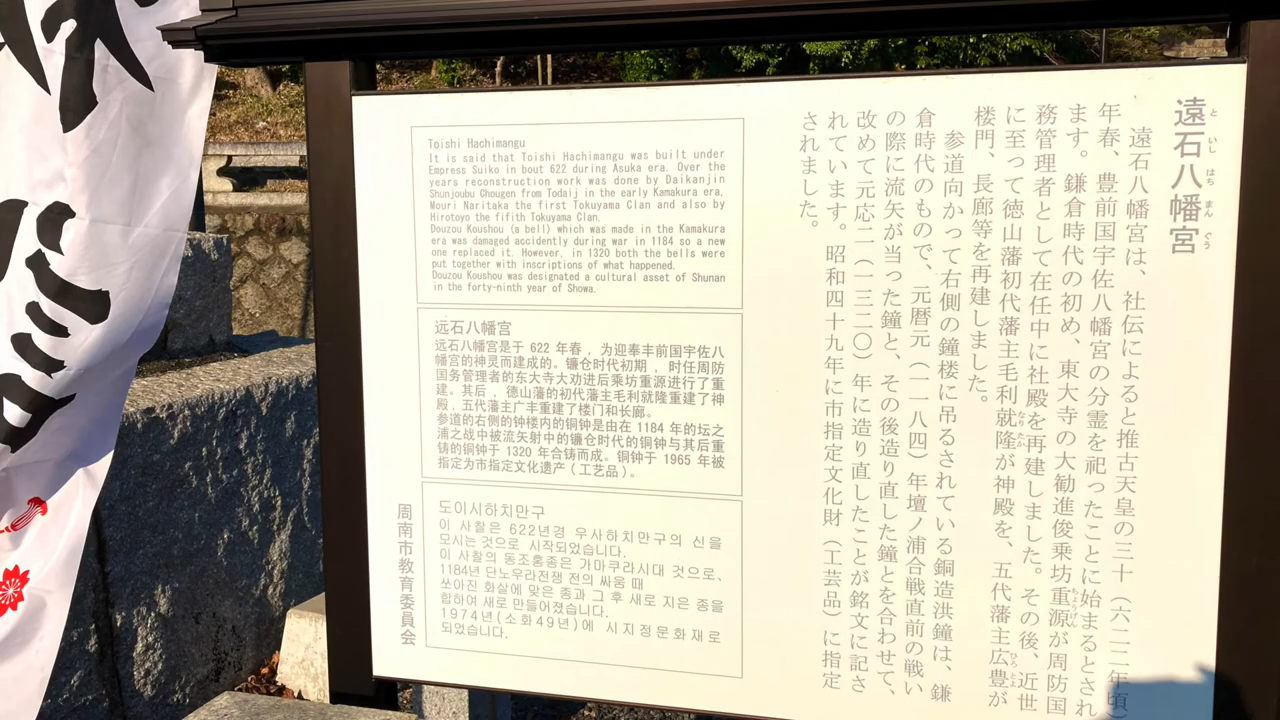 遠石八幡宮
といしはちまんぐう
遠石八幡宮は、社伝によると推古天皇の三十(六二二年頃)
年春、豊前国宇佐八幡宮の分霊を祀ったことに始まるとされ
ます。鎌倉時代の初め、東大寺の大勧進俊乗坊重源が周防国
務管理者として在任中に社殿を再建しました。その後、近世
に至って徳山藩初代藩主毛利就隆が神殿を、五代藩主広豊が
楼門、長廊等を再建しました。
参道向かって右側の鐘楼に吊るされている銅造洪鐘は、鎌
倉時代のもので、元暦元(一一八四)年壇ノ浦合戦直前の戦い
の際に流矢が当った鐘と、その後造り直した鐘とを合わせて、
改めて元応二(一三二〇)年に造り直したことが銘文に記さ
れています。昭和四十九年に市指定文化財(工芸品)に指定
されました。
Toishi Hachimangu
It is said that Toishi Hachimangu was built under
Empress Suiko in bout 622 during Asuka era. Over the
years reconstruction work was done by Daikanjin
Shunjoubu Chougen from Todaij in the early Kamakura era,
Mouri Naritaka the first Tokuyama Clan and also by
Hirotoyo the fifith Tokuyama Clan.
Douzou Koushou (a bell) which was made in the Kamakura
era was damaged accidently during war in 1184 so a new
one replaced it. However, in 1320 both the bells were
put together with inscriptions of what happened.
Douzou Koushou was designated a cultural asset of Shunan
in the forty-ninth year of Showa.
远石八幡宫
远石八幡宫是于 622 年春，为迎奉丰前国宇佐八
幡宫的神灵而建成的。镰仓时代初期，时任周防
国务管理者的东大寺大劝进后乘坊重源进行了重
建。其后，德山藩的初代藩主毛利就隆重建了神
殿，五代藩主广丰重建了楼门和长廊。
参道的右侧的钟楼内的铜钟是由在 1184 年的坛之
浦之战中被流矢射中的镰仓时代的铜钟与其后重
铸的铜钟于 1320 年合铸而成。铜钟于 1965 年被
指定为市指定文化遗产（工艺品）。
도이시하치만구
이 사찰은 622년경 우사하치만구의 신을
모시는 것으로 시작되었습니다.
이 사찰의 동조홍종은 가마쿠라시대 것으로,
1184년 단노우라전쟁 전의 싸움 때
쏘아진 화살에 맞은 종과 그 후 새로 지은 종을
합하여 새로 만들어졌습니다.
1974년(소화49년)에 시지정문화재로
되었습니다.
周南市教育委員会